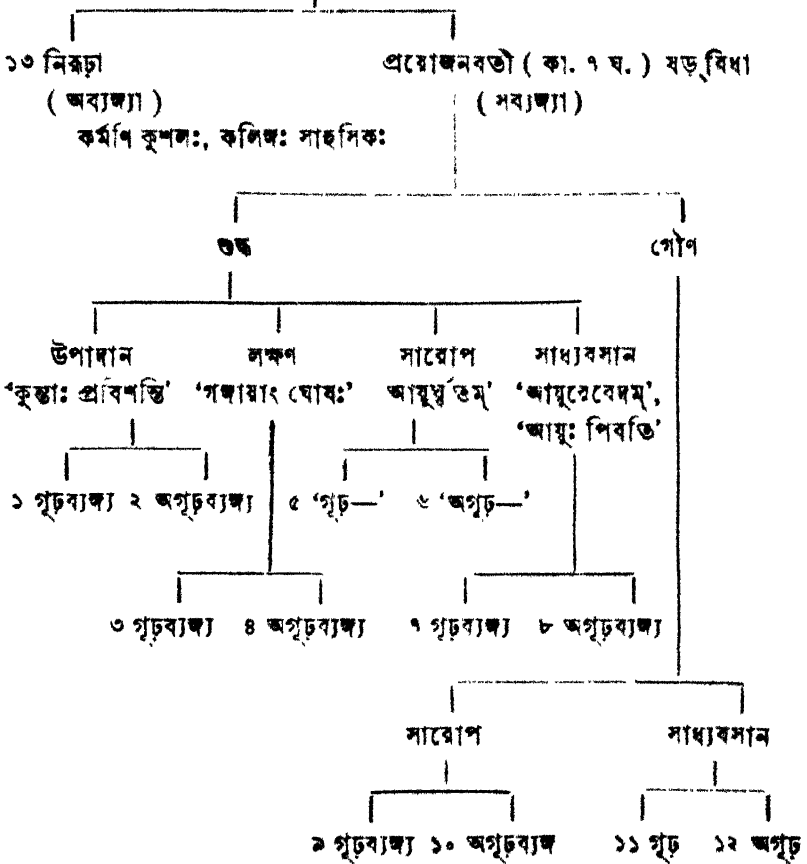 ১৩ নিরূঢ়া প্রয়োজনবতী ( কা. ৭ ঘ. ) ষড়্‌বিধা
( অব্যঙ্গ্যা ) ( সব্যঙ্গ্যা )
কর্মণি কুশলঃ, কলিঙ্গঃ সাহসিকঃ
শুদ্ধ গৌণ
উপাদান লক্ষণ সারোপ সাধ্যবসান
‘কুন্তাঃ প্রবিশন্তি’ ‘গঙ্গায়াং ঘোষঃ’ আয়ুর্ঘৃতম্’ ‘আয়ুরেবেদম্’,
‘আয়ুঃ পিবতি’
১ গূঢ়ব্যঙ্গ্য ২ অগূঢ়ব্যঙ্গ্য ৫ ‘গূঢ়—’ ৬ ‘অগূঢ়—’
৩ গূঢ়ব্যঙ্গ্য ৪ অগূঢ়ব্যঙ্গ্য ৭ গূঢ়ব্যঙ্গ্য ৮ অগূঢ়ব্যঙ্গ্য
সারোপ সাধ্যবসান
৯ গূঢ়ব্যঙ্গ্য ১০ অগূঢ়ব্যঙ্গ ১১ গূঢ় ১২ অগূঢ়